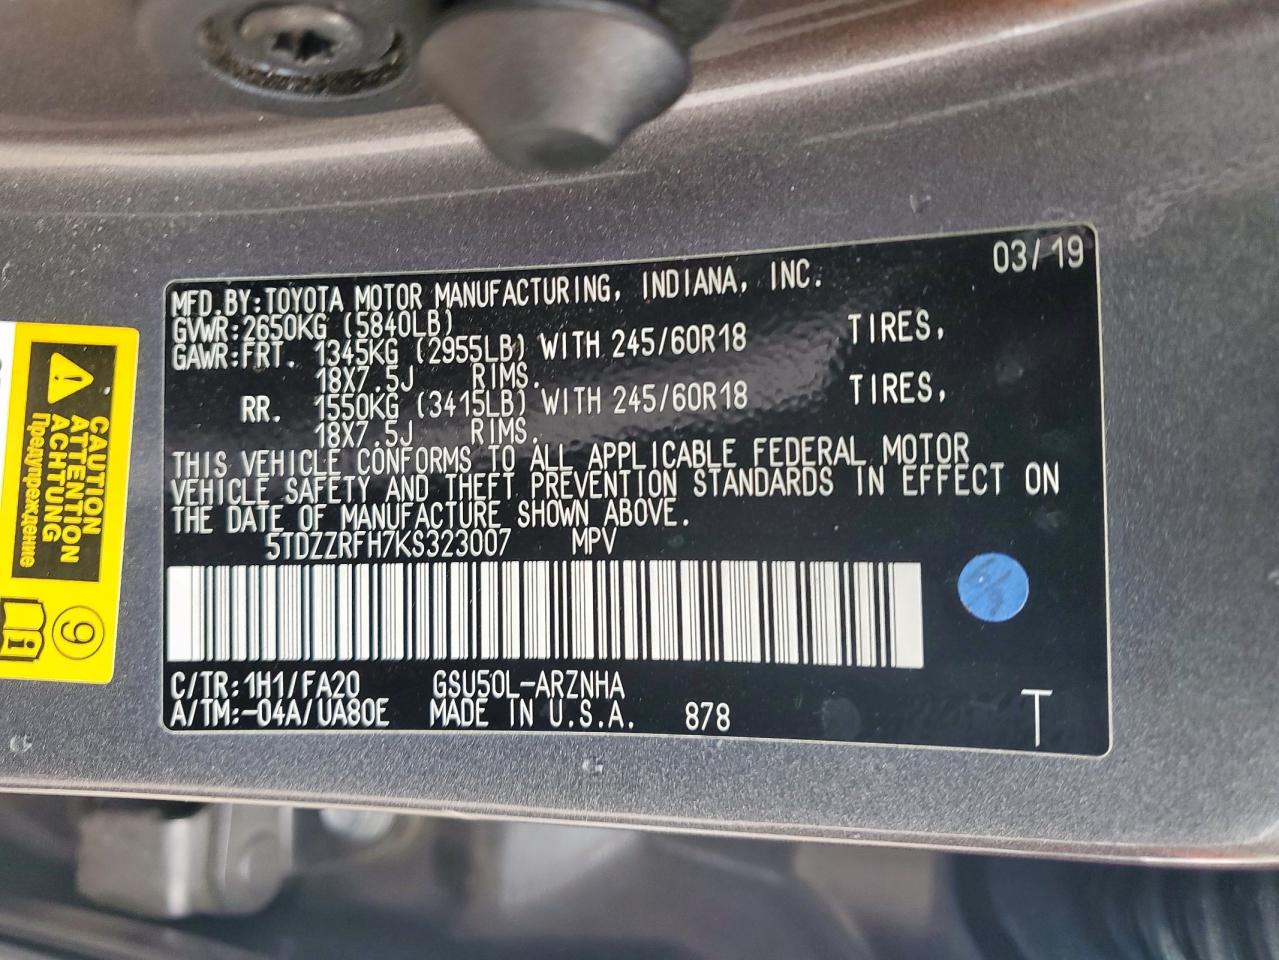 03/19
MFD.BY:TOYOTA MOTOR MANUFACTURING, INDIANA, INC.
GVWR:2650KG (5840LB)
GAWR:FRT. 1345KG (2955LB) WITH 245/60R18 TIRES,
18X7.5J RIMS.
RR. 1550KG (3415LB) WITH 245/60R18 TIRES,
18X7.5J RIMS.
THIS VEHICLE CONFORMS TO ALL APPLICABLE FEDERAL MOTOR
VEHICLE SAFETY AND THEFT PREVENTION STANDARDS IN EFFECT ON
THE DATE OF MANUFACTURE SHOWN ABOVE.
5TDZZRFH7KS323007 MPV
C/TR:1H1/FA20 GSU50L-ARZNHA
A/TM:-04A/UA80E MADE IN U.S.A. 878
T
CAUTION
ATTENTION
ACHTUNG
Предупреждение
9